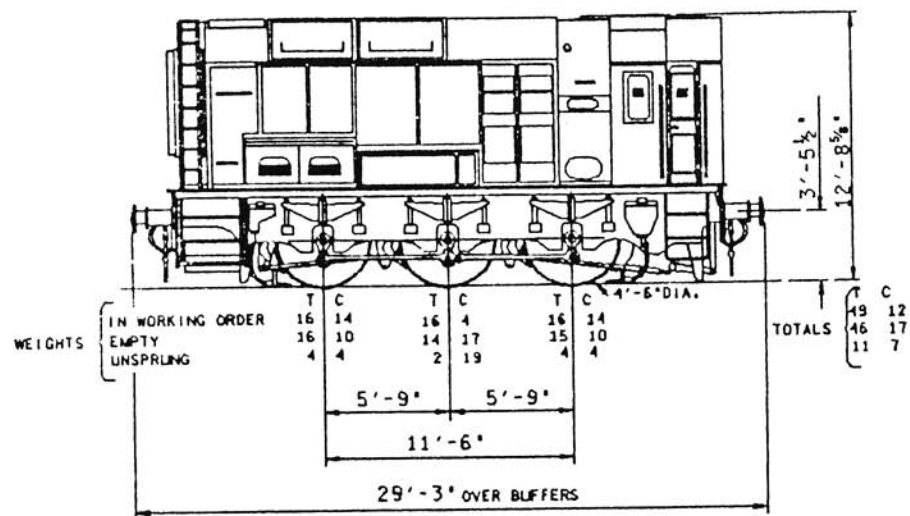 3'-5½"
12'-8⅝"
4'-6" DIA.
T C T C T C T C
WEIGHTS IN WORKING ORDER 16 14 16 4 16 14 TOTALS 49 12
EMPTY 16 10 14 17 15 10 46 17
UNSPRUNG 4 4 2 19 4 4 11 7
5'-9" 5'-9"
11'-6"
29'-3" OVER BUFFERS